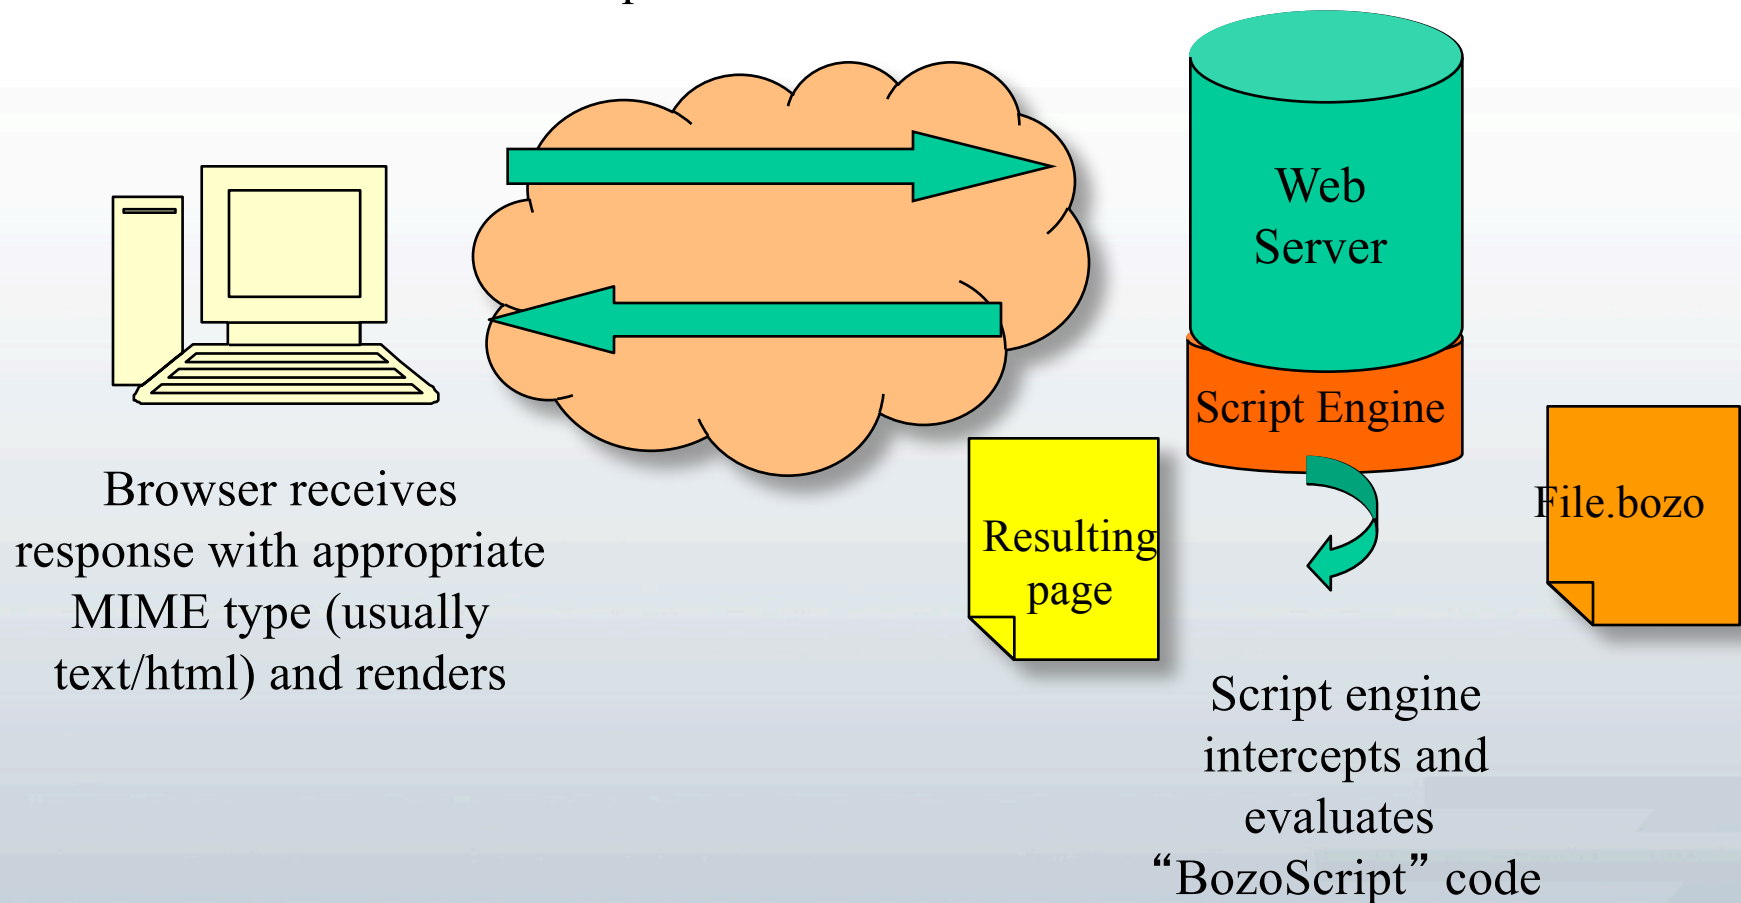 Web
Server
Script Engine
File.bozo
Resulting
page
Browser receives
response with appropriate
MIME type (usually
text/html) and renders
Script engine
intercepts and
evaluates
“BozoScript” code